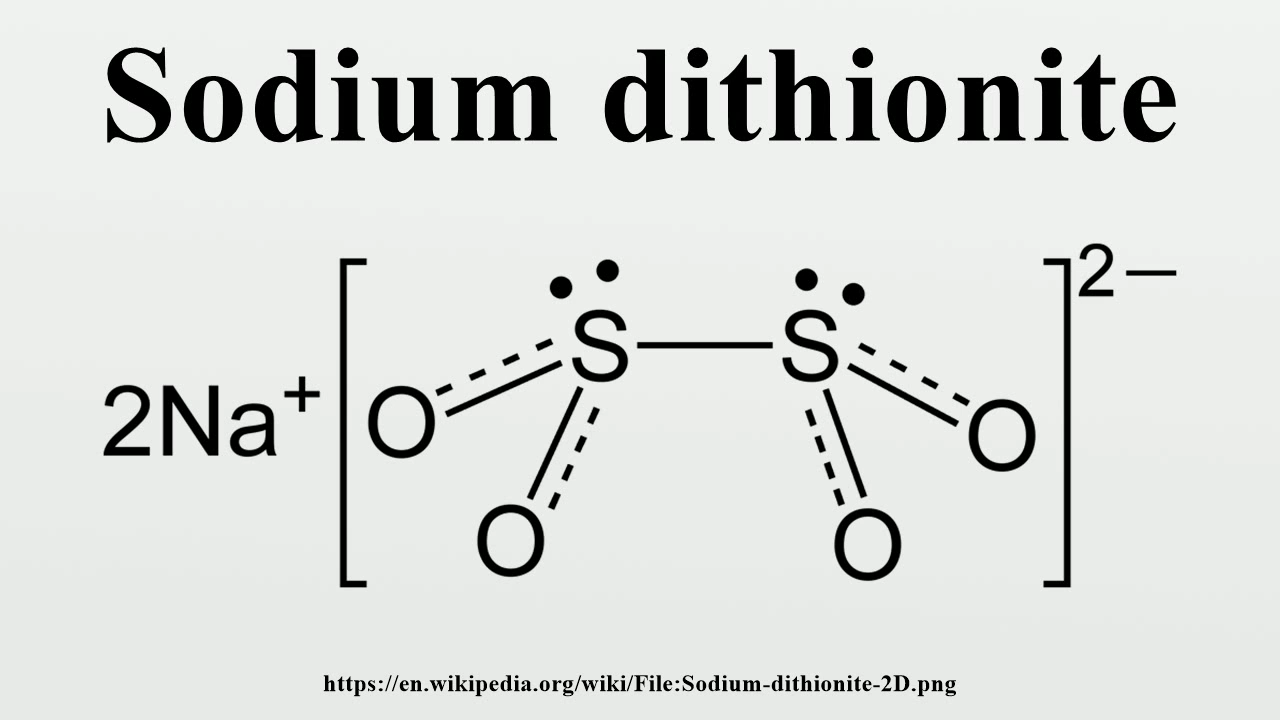 Sodium dithionite
2−
S S
2Na+ [ O O ]
O O
https://en.wikipedia.org/wiki/File:Sodium-dithionite-2D.png